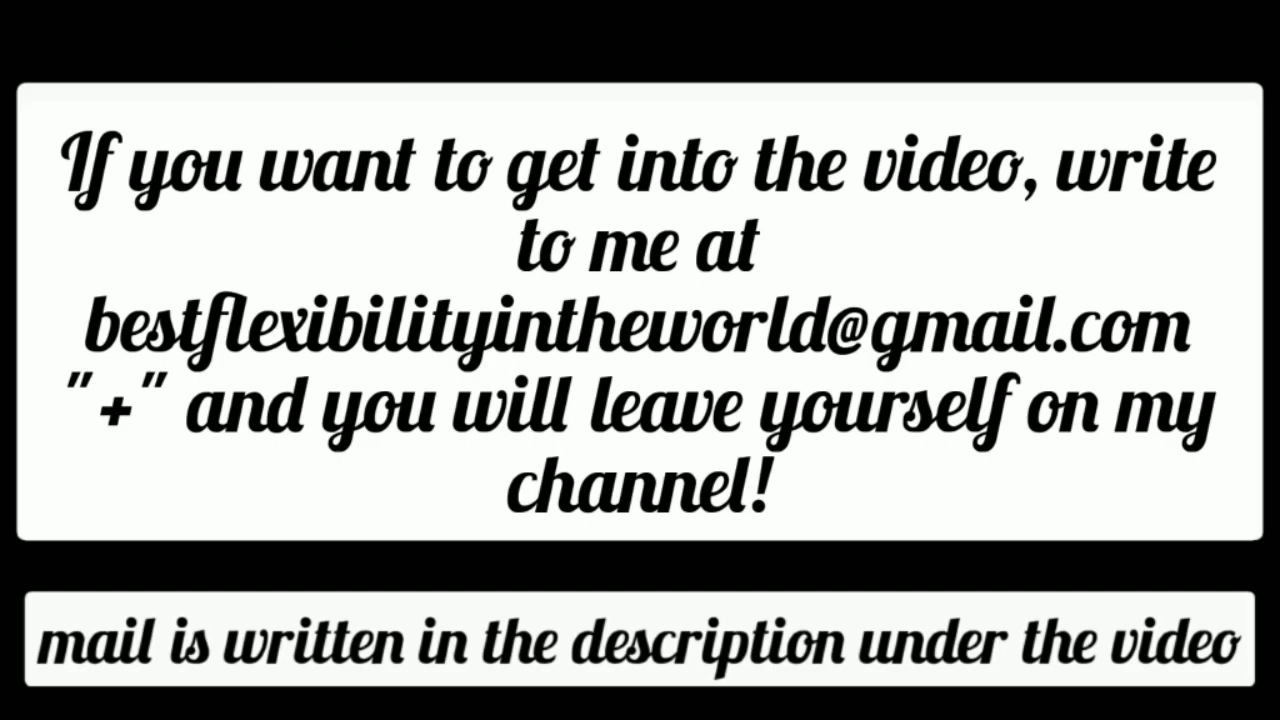 If you want to get into the video, write
to me at
bestflexibilityintheworld@gmail.com
"+" and you will leave yourself on my
channel!
mail is written in the description under the video